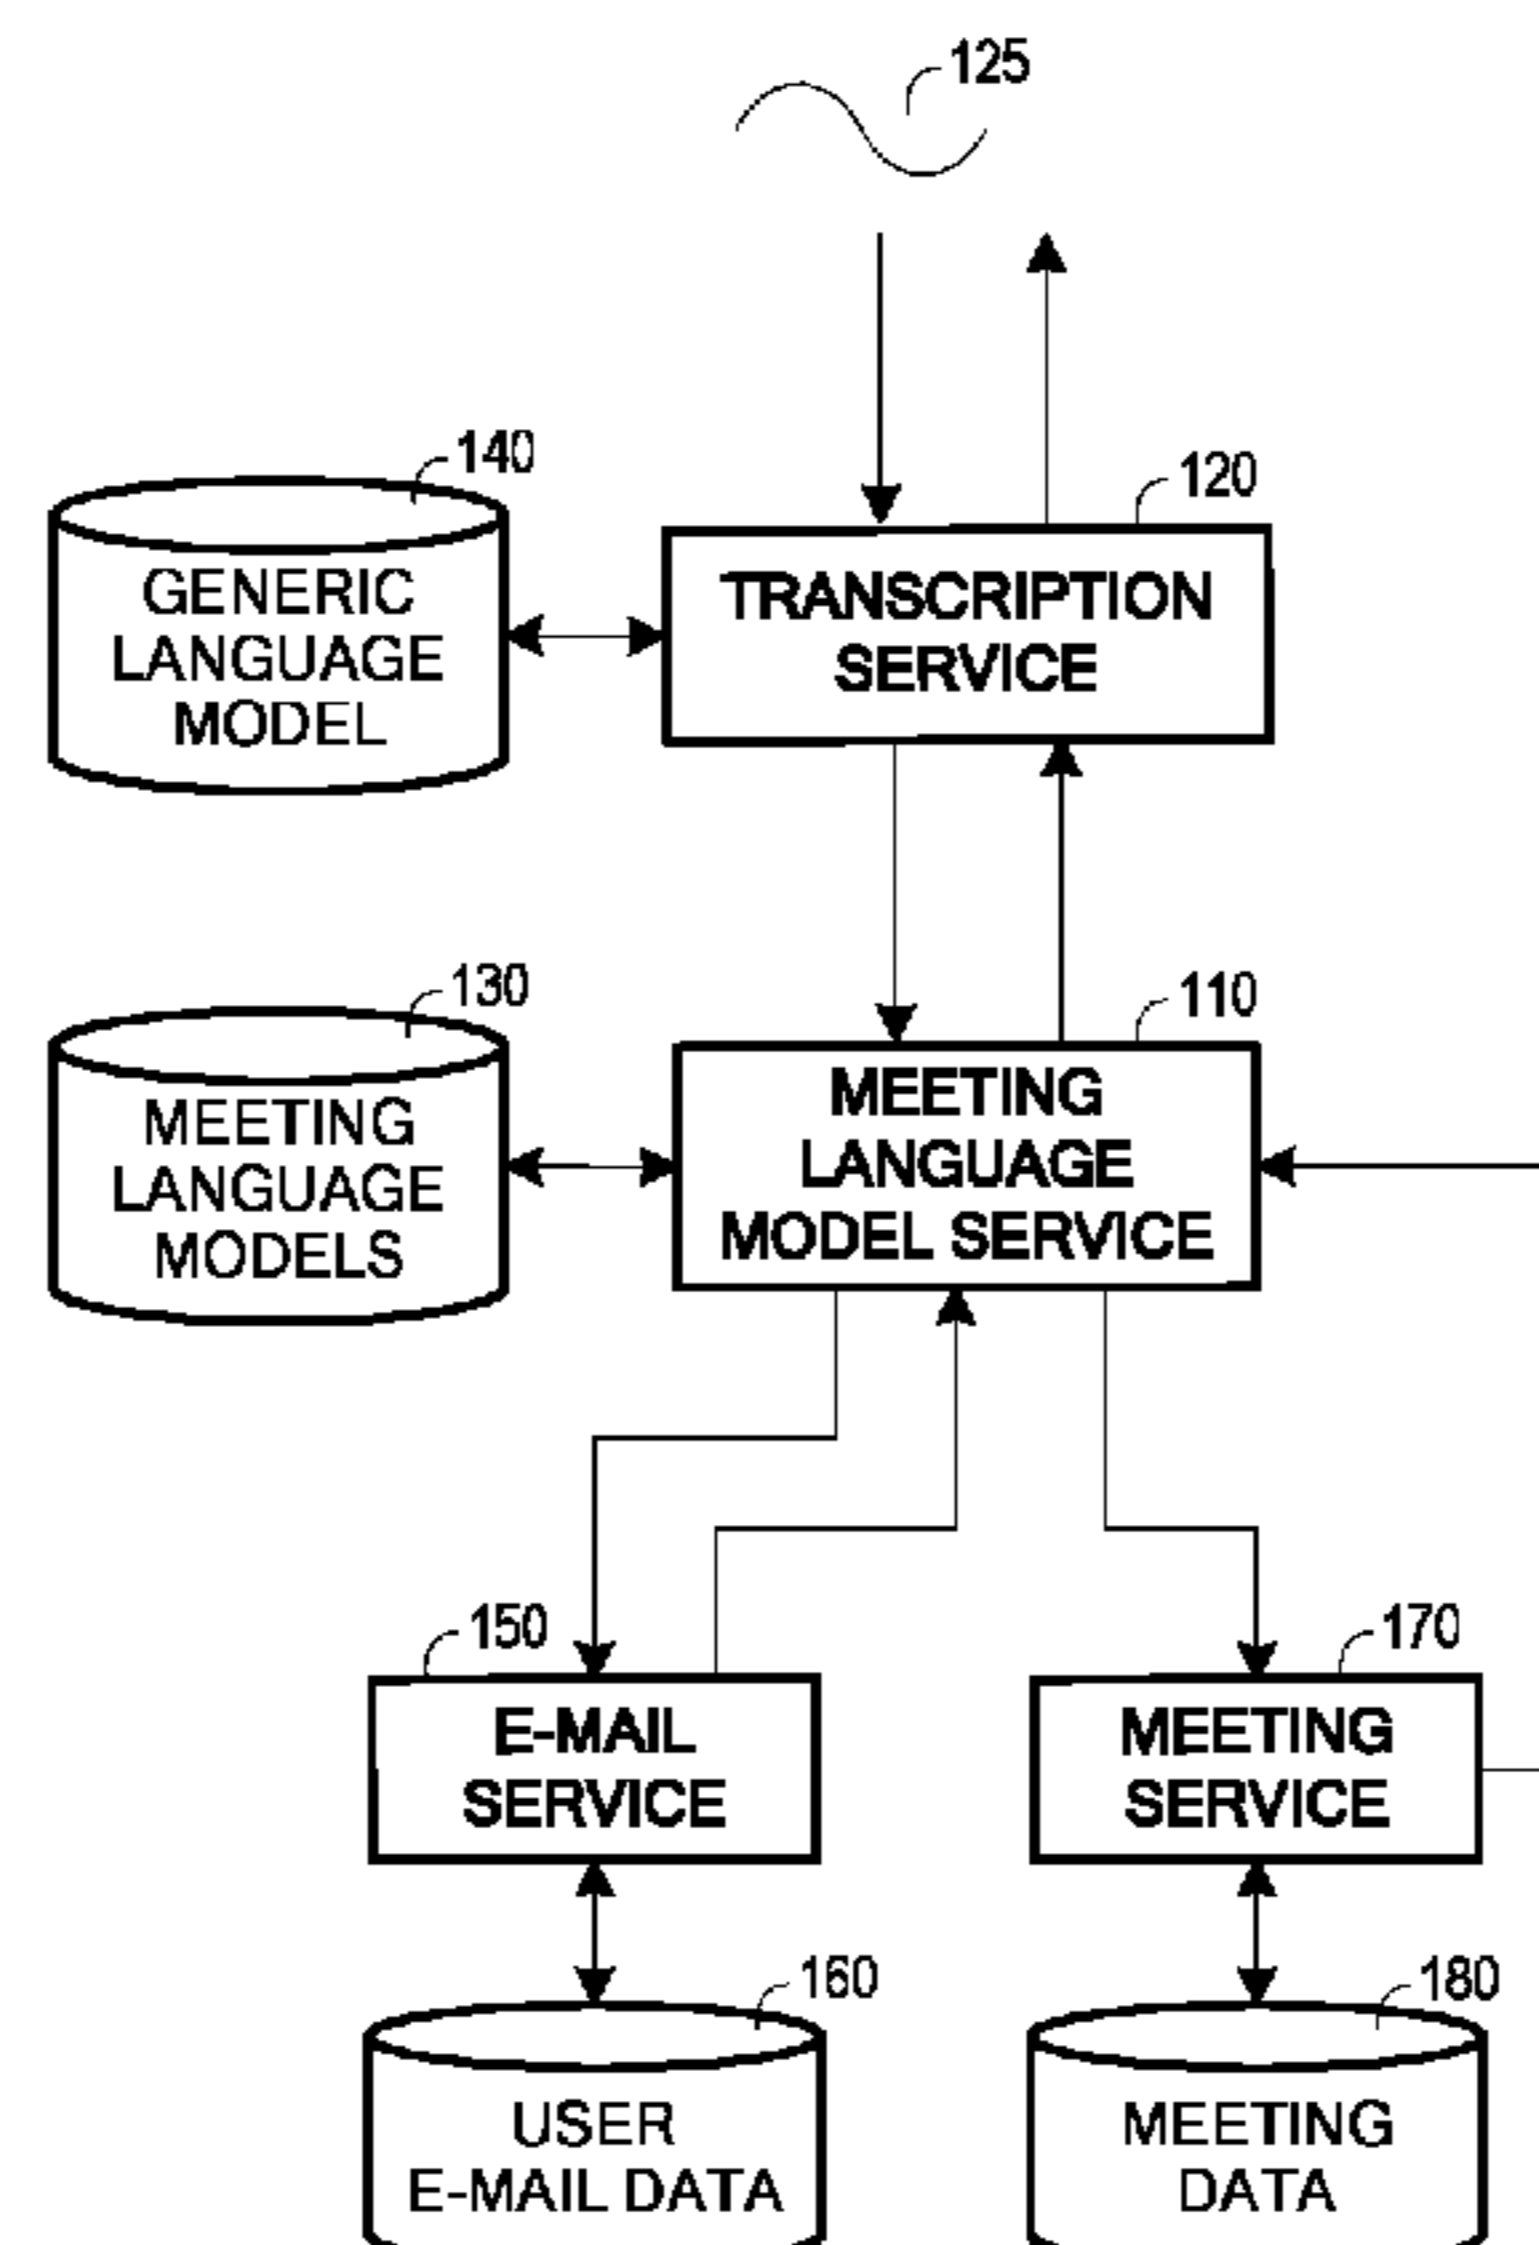 125
140
GENERIC
LANGUAGE
MODEL
120
TRANSCRIPTION
SERVICE
130
MEETING
LANGUAGE
MODELS
110
MEETING
LANGUAGE
MODEL SERVICE
150
E-MAIL
SERVICE
170
MEETING
SERVICE
160
USER
E-MAIL DATA
180
MEETING
DATA